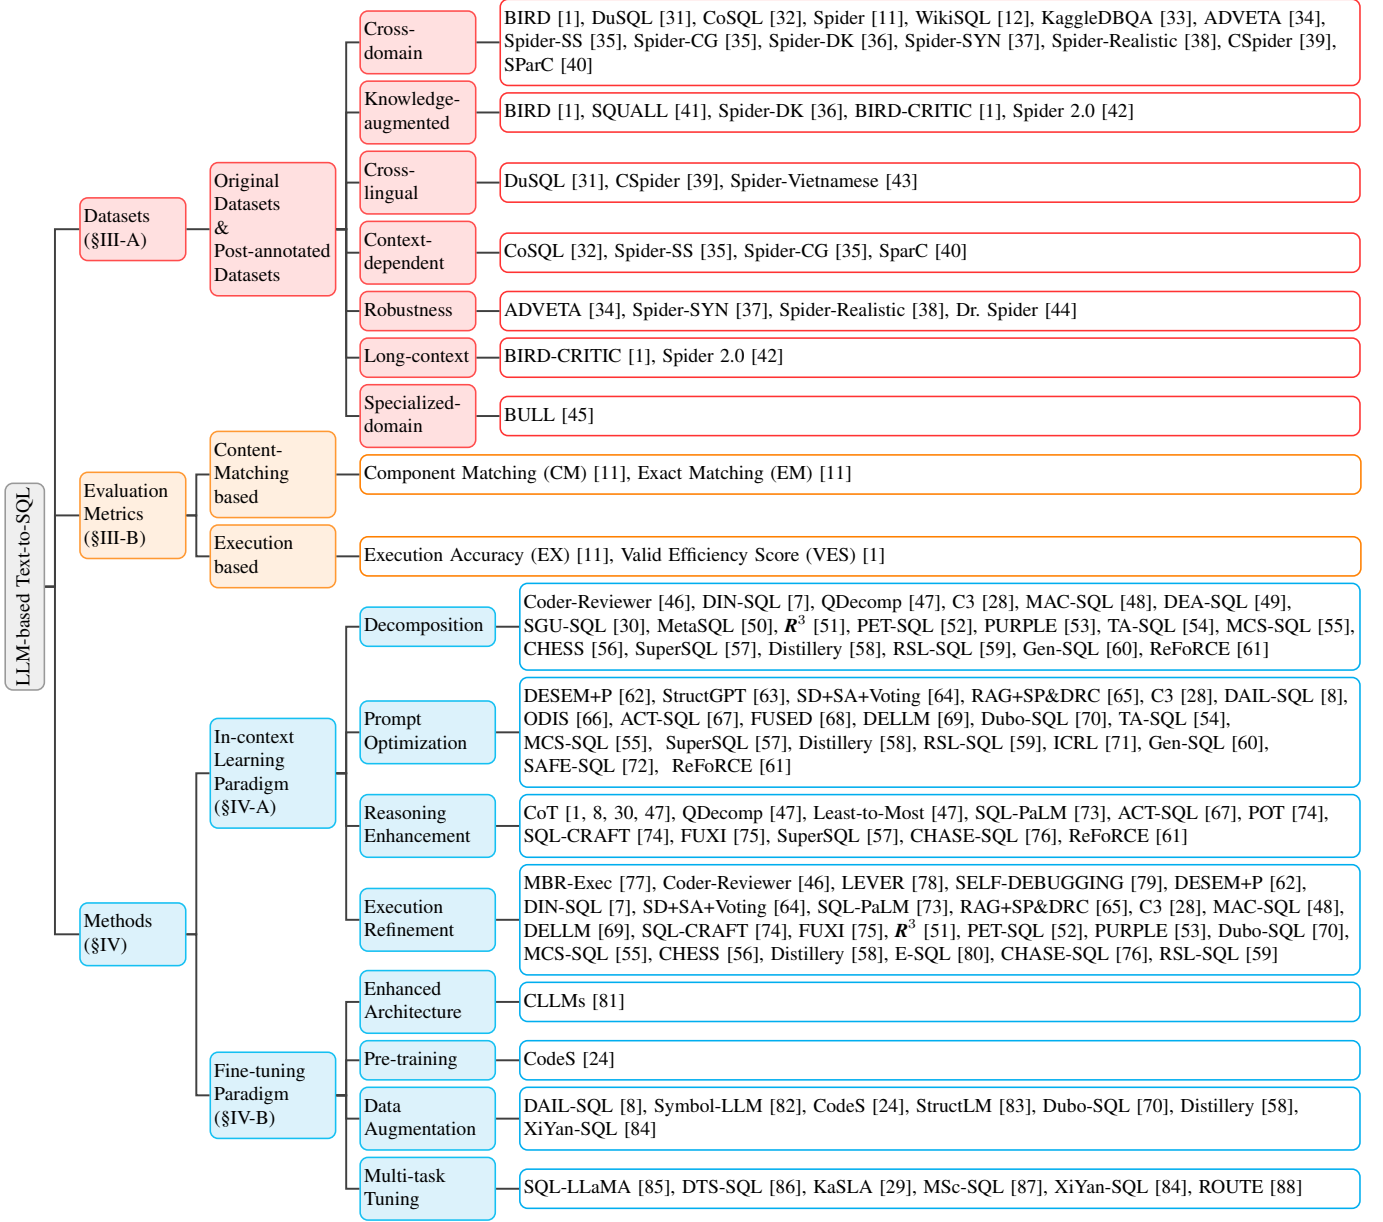 LLM-based Text-to-SQL
Datasets
(§III-A)
Original
Datasets
&
Post-annotated
Datasets
Cross-
domain
BIRD [1], DuSQL [31], CoSQL [32], Spider [11], WikiSQL [12], KaggleDBQA [33], ADVETA [34],
Spider-SS [35], Spider-CG [35], Spider-DK [36], Spider-SYN [37], Spider-Realistic [38], CSpider [39],
SParC [40]
Knowledge-
augmented
BIRD [1], SQUALL [41], Spider-DK [36], BIRD-CRITIC [1], Spider 2.0 [42]
Cross-
lingual
DuSQL [31], CSpider [39], Spider-Vietnamese [43]
Context-
dependent
CoSQL [32], Spider-SS [35], Spider-CG [35], SparC [40]
Robustness
ADVETA [34], Spider-SYN [37], Spider-Realistic [38], Dr. Spider [44]
Long-context
BIRD-CRITIC [1], Spider 2.0 [42]
Specialized-
domain
BULL [45]
Evaluation
Metrics
(§III-B)
Content-
Matching
based
Component Matching (CM) [11], Exact Matching (EM) [11]
Execution
based
Execution Accuracy (EX) [11], Valid Efficiency Score (VES) [1]
Methods
(§IV)
In-context
Learning
Paradigm
(§IV-A)
Decomposition
Coder-Reviewer [46], DIN-SQL [7], QDecomp [47], C3 [28], MAC-SQL [48], DEA-SQL [49],
SGU-SQL [30], MetaSQL [50], R³ [51], PET-SQL [52], PURPLE [53], TA-SQL [54], MCS-SQL [55],
CHESS [56], SuperSQL [57], Distillery [58], RSL-SQL [59], Gen-SQL [60], ReFoRCE [61]
Prompt
Optimization
DESEM+P [62], StructGPT [63], SD+SA+Voting [64], RAG+SP&DRC [65], C3 [28], DAIL-SQL [8],
ODIS [66], ACT-SQL [67], FUSED [68], DELLM [69], Dubo-SQL [70], TA-SQL [54],
MCS-SQL [55], SuperSQL [57], Distillery [58], RSL-SQL [59], ICRL [71], Gen-SQL [60],
SAFE-SQL [72], ReFoRCE [61]
Reasoning
Enhancement
CoT [1, 8, 30, 47], QDecomp [47], Least-to-Most [47], SQL-PaLM [73], ACT-SQL [67], POT [74],
SQL-CRAFT [74], FUXI [75], SuperSQL [57], CHASE-SQL [76], ReFoRCE [61]
Execution
Refinement
MBR-Exec [77], Coder-Reviewer [46], LEVER [78], SELF-DEBUGGING [79], DESEM+P [62],
DIN-SQL [7], SD+SA+Voting [64], SQL-PaLM [73], RAG+SP&DRC [65], C3 [28], MAC-SQL [48],
DELLM [69], SQL-CRAFT [74], FUXI [75], R³ [51], PET-SQL [52], PURPLE [53], Dubo-SQL [70],
MCS-SQL [55], CHESS [56], Distillery [58], E-SQL [80], CHASE-SQL [76], RSL-SQL [59]
Fine-tuning
Paradigm
(§IV-B)
Enhanced
Architecture
CLLMs [81]
Pre-training
CodeS [24]
Data
Augmentation
DAIL-SQL [8], Symbol-LLM [82], CodeS [24], StructLM [83], Dubo-SQL [70], Distillery [58],
XiYan-SQL [84]
Multi-task
Tuning
SQL-LLaMA [85], DTS-SQL [86], KaSLA [29], MSc-SQL [87], XiYan-SQL [84], ROUTE [88]